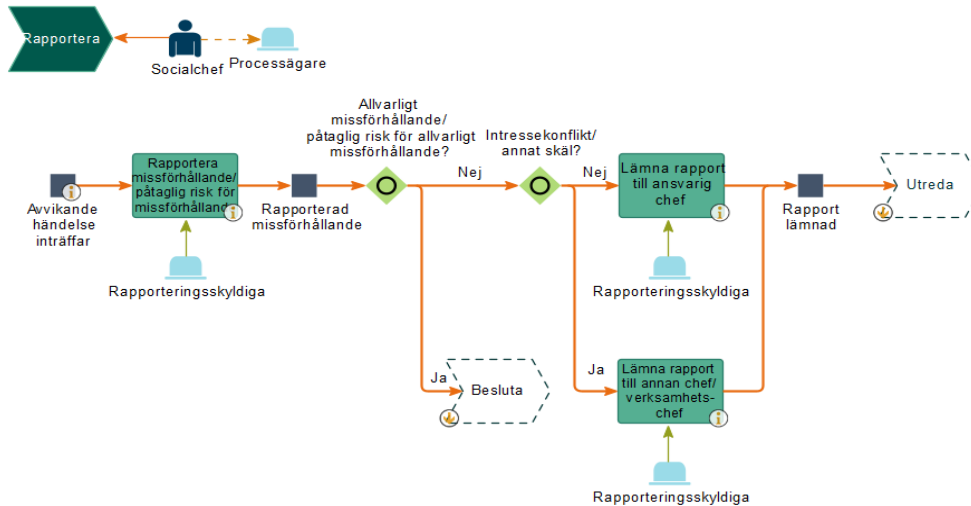 Rapportera
Socialchef
Processägare
Allvarligt
missförhållande/
påtaglig risk för allvarligt
missförhållande?
Intressekonflikt/
annat skäl?
Nej
Nej
Rapportera
missförhållande/
påtaglig risk för
missförhålland
Lämna rapport
till ansvarig
chef
Utreda
Avvikande
händelse
inträffar
Rapporterad
missförhållande
Rapport
lämnad
Rapporteringsskyldiga
Rapporteringsskyldiga
Ja
Besluta
Ja
Lämna rapport
till annan chef/
verksamhets-
chef
Rapporteringsskyldiga